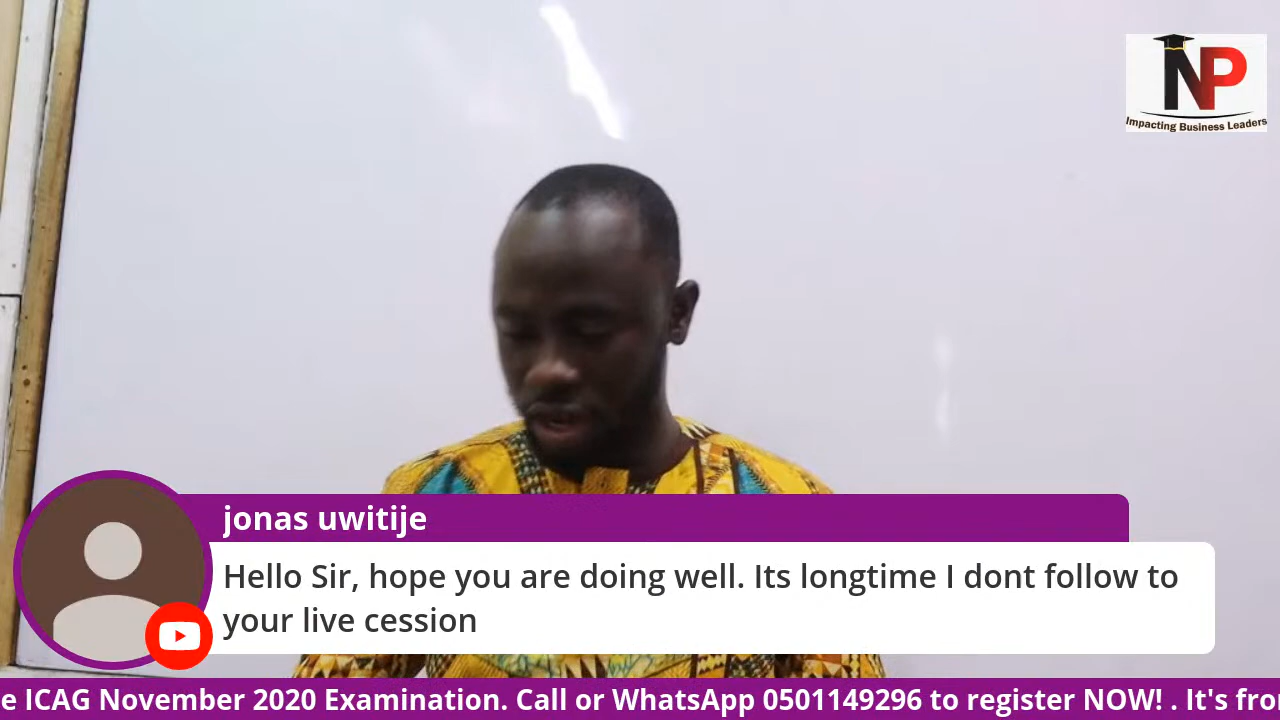 NP
Impacting Business Leaders
jonas uwitije
Hello Sir, hope you are doing well. Its longtime I dont follow to
your live cession
e ICAG November 2020 Examination. Call or WhatsApp 0501149296 to register NOW! . It's fro